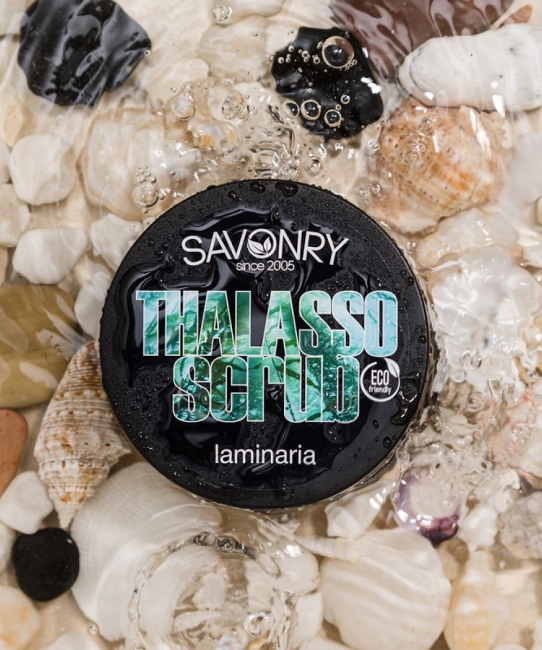 SAVONRY
since 2005
THALASSO
scrub
ECO
friendly
laminaria